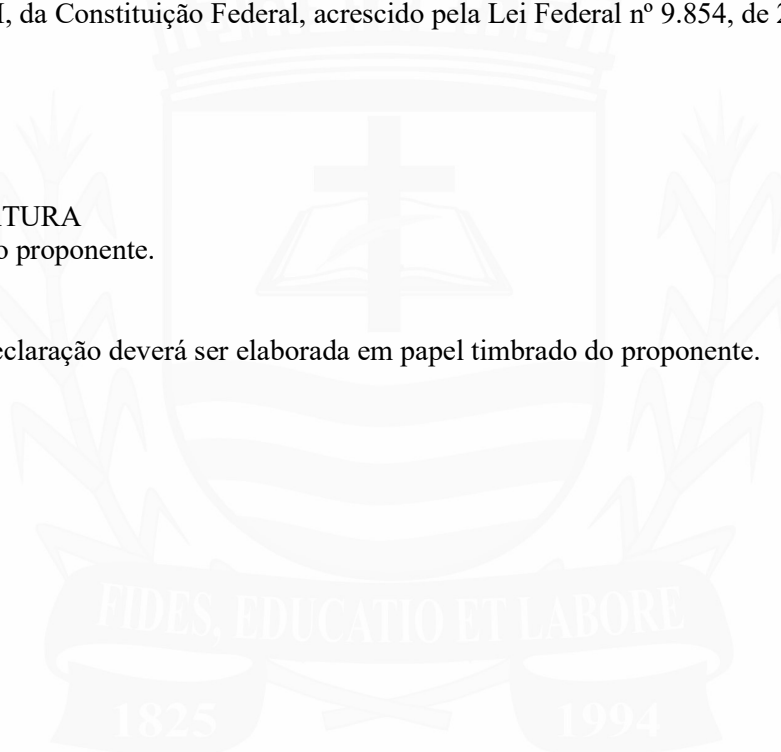 I, da Constituição Federal, acrescido pela Lei Federal nº 9.854, de 2
ATURA
o proponente.
eclaração deverá ser elaborada em papel timbrado do proponente.
FIDES, EDUCATIO ET LABORE
1825 1994